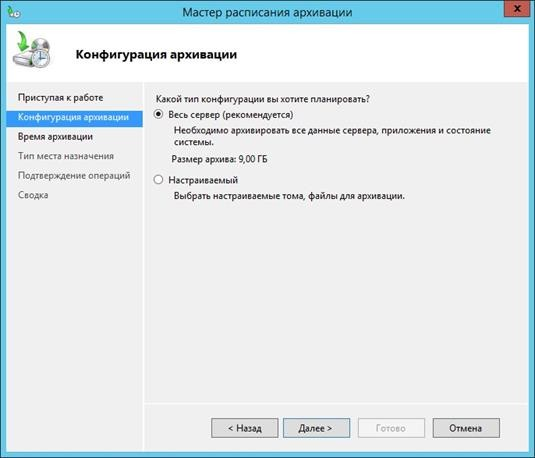 Мастер расписания архивации
x
Конфигурация архивации
Приступая к работе
Конфигурация архивации
Время архивации
Тип места назначения
Подтверждение операций
Сводка
Какой тип конфигурации вы хотите планировать?
Весь сервер (рекомендуется)
Необходимо архивировать все данные сервера, приложения и состояние
системы.
Размер архива: 9,00 ГБ
Настраиваемый
Выбрать настраиваемые тома, файлы для архивации.
< Назад
Далее >
Готово
Отмена